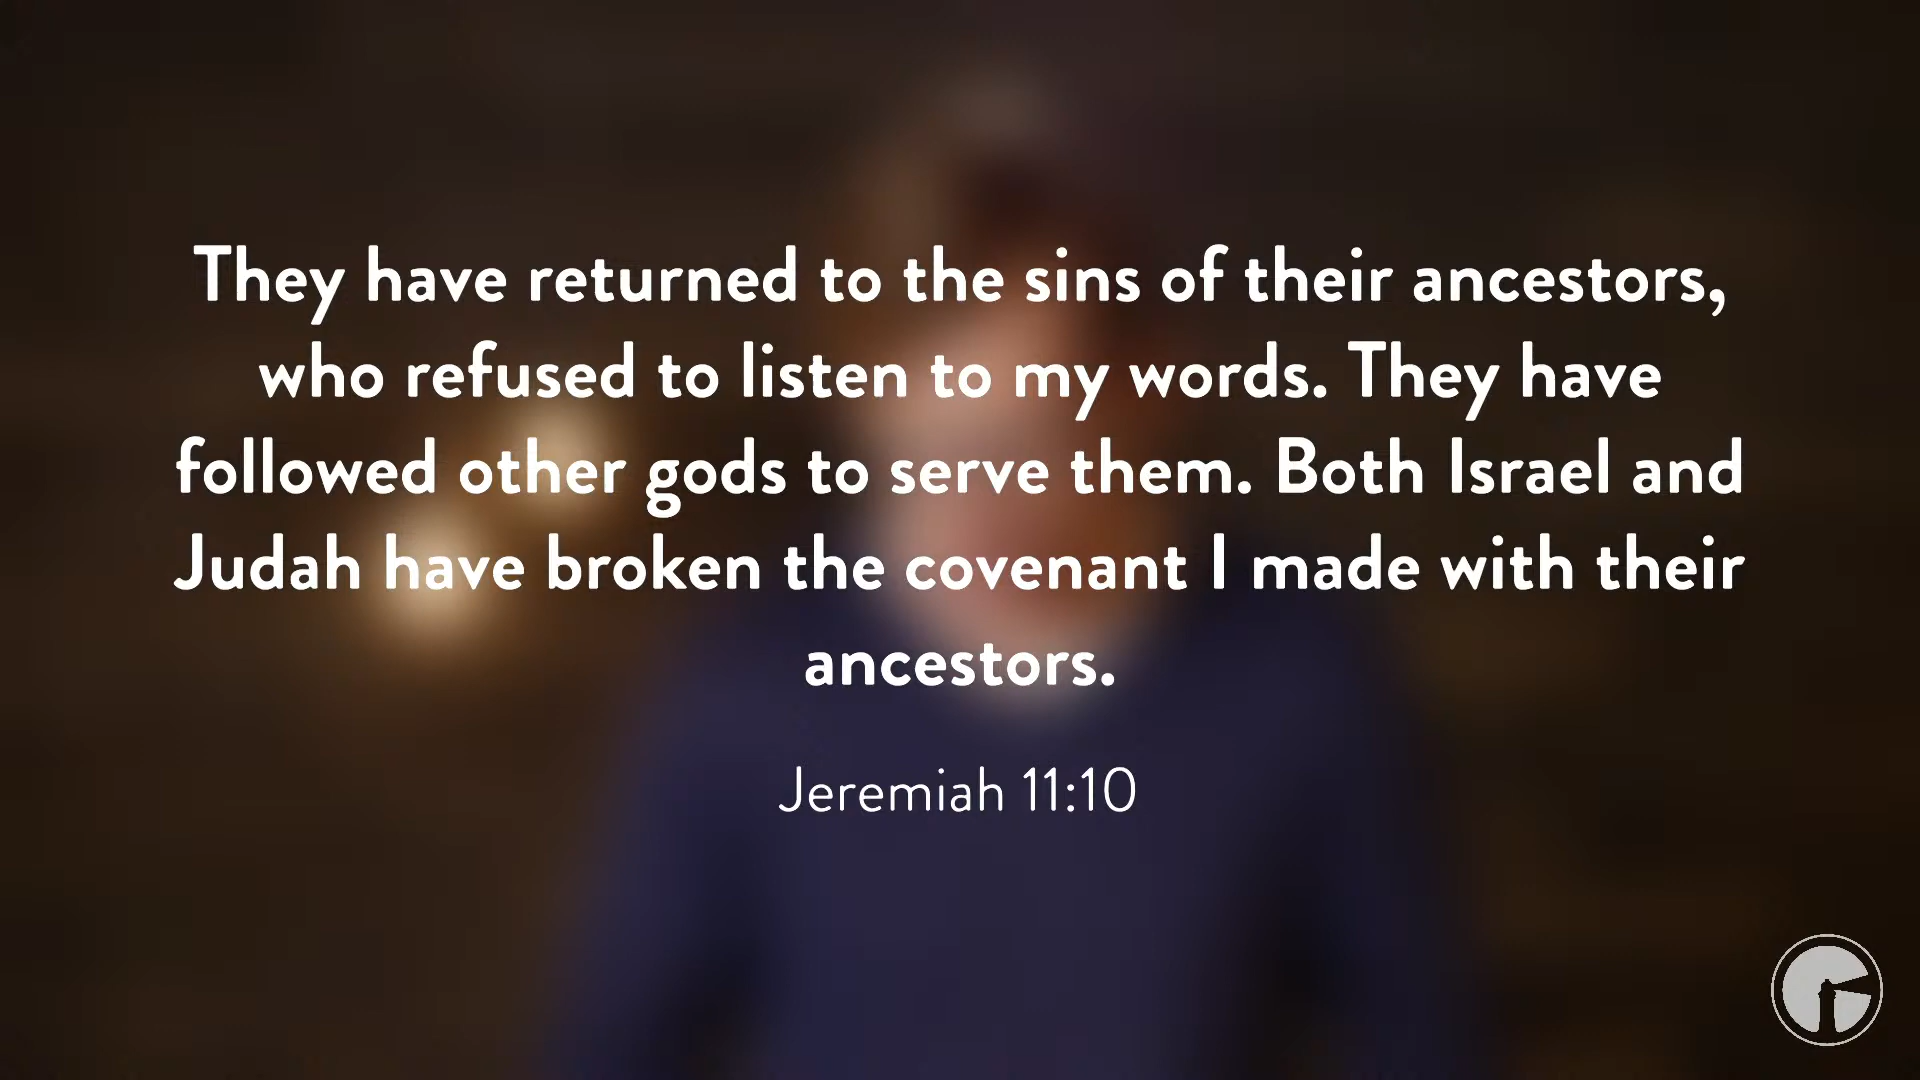 They have returned to the sins of their ancestors,
who refused to listen to my words. They have
followed other gods to serve them. Both Israel and
Judah have broken the covenant I made with their
ancestors.
Jeremiah 11:10